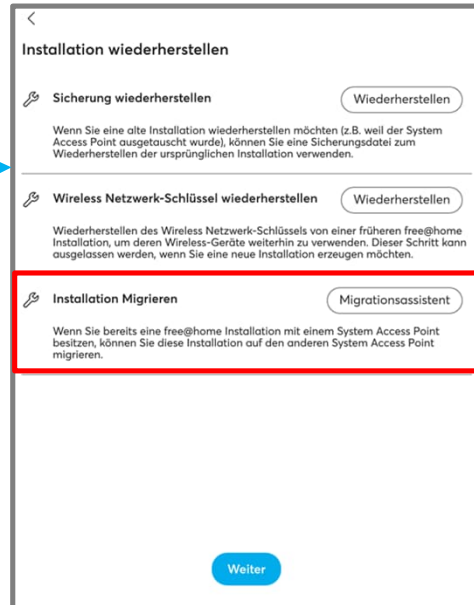 Installation wiederherstellen
Sicherung wiederherstellen
Wiederherstellen
Wenn Sie eine alte Installation wiederherstellen möchten (z.B. weil der System
Access Point ausgetauscht wurde), können Sie eine Sicherungsdatei zum
Wiederherstellen der ursprünglichen Installation verwenden.
Wireless Netzwerk-Schlüssel wiederherstellen
Wiederherstellen
Wiederherstellen des Wireless Netzwerk-Schlüssels von einer früheren free@home
Installation, um deren Wireless-Geräte weiterhin zu verwenden. Dieser Schritt kann
ausgelassen werden, wenn Sie eine neue Installation erzeugen möchten.
Installation Migrieren
Migrationsassistent
Wenn Sie bereits eine free@home Installation mit einem System Access Point
besitzen, können Sie diese Installation auf den anderen System Access Point
migrieren.
Weiter